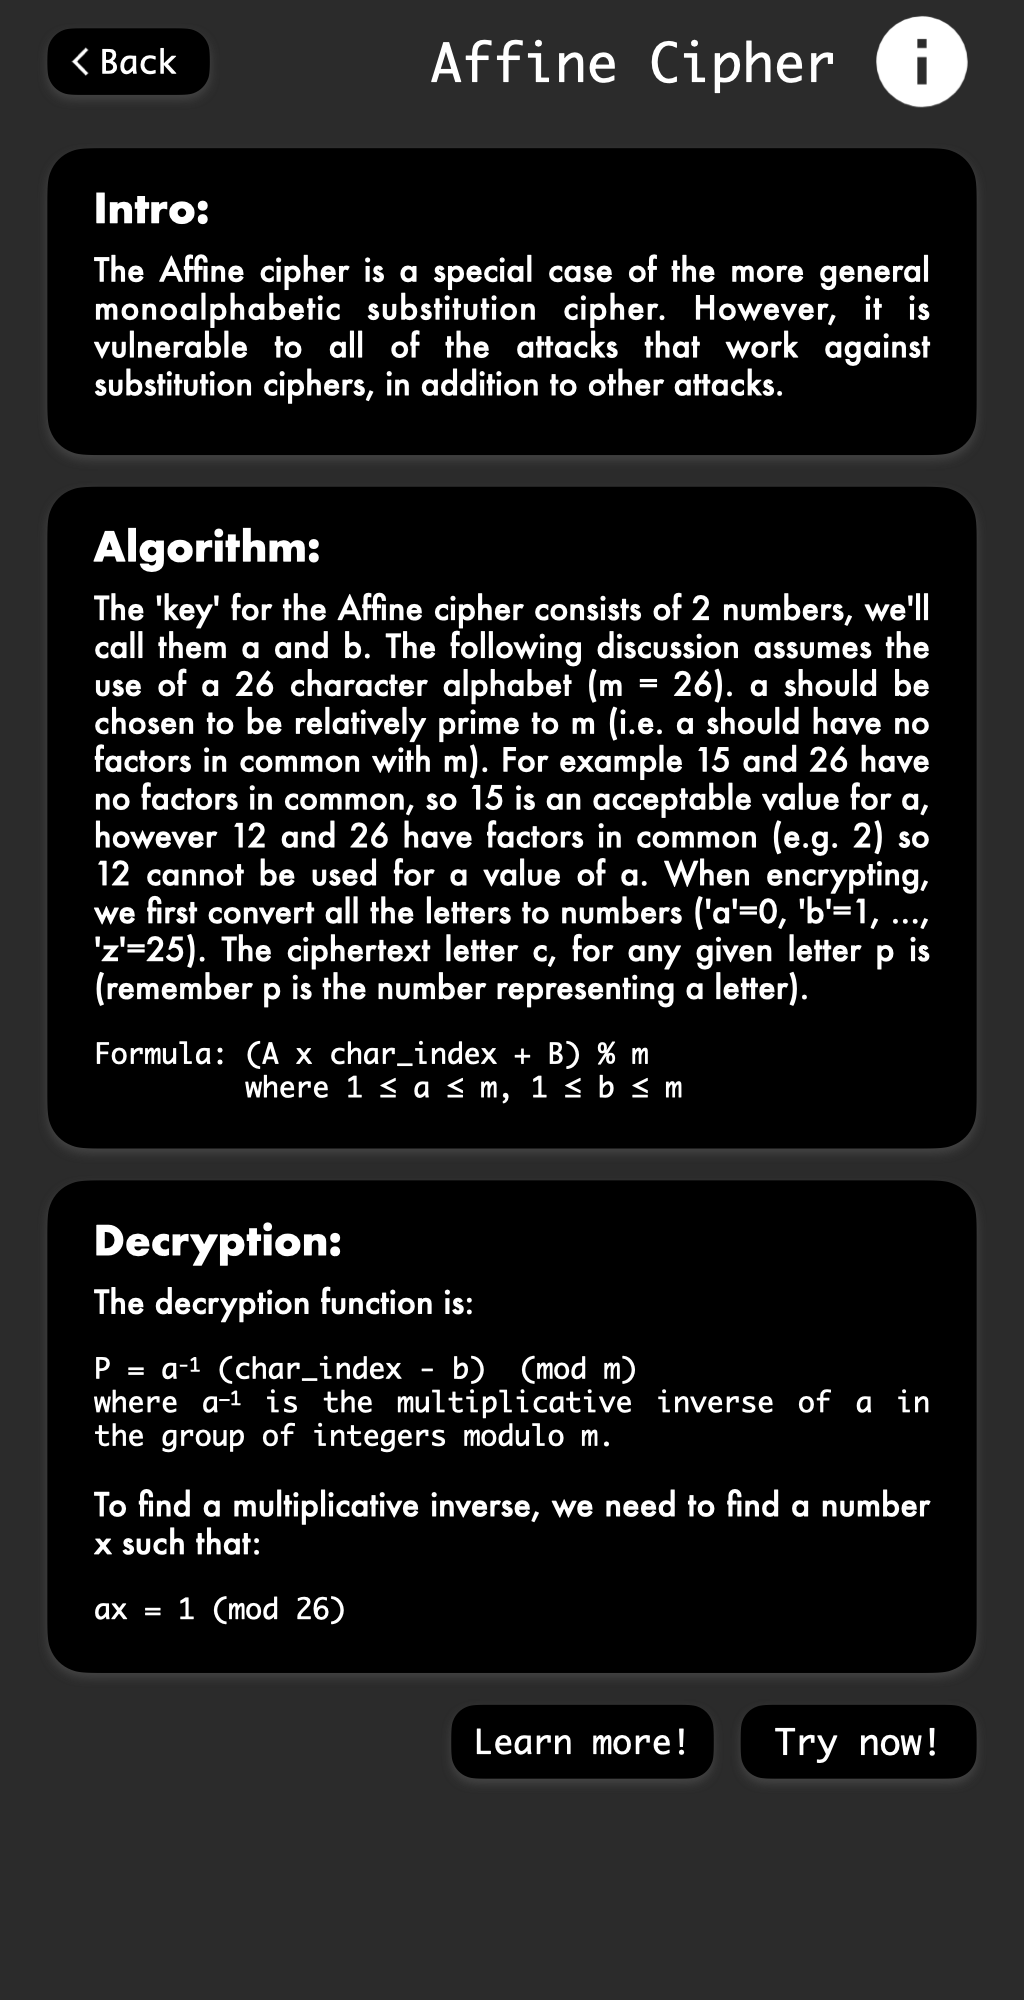 Back
Affine Cipher
i
Intro:
The Affine cipher is a special case of the more general
monoalphabetic substitution cipher. However, it is
vulnerable to all of the attacks that work against
substitution ciphers, in addition to other attacks.
Algorithm:
The 'key' for the Affine cipher consists of 2 numbers, we'll
call them a and b. The following discussion assumes the
use of a 26 character alphabet (m = 26). a should be
chosen to be relatively prime to m (i.e. a should have no
factors in common with m). For example 15 and 26 have
no factors in common, so 15 is an acceptable value for a,
however 12 and 26 have factors in common (e.g. 2) so
12 cannot be used for a value of a. When encrypting,
we first convert all the letters to numbers ('a'=0, 'b'=1, ...,
'z'=25). The ciphertext letter c, for any given letter p is
(remember p is the number representing a letter).
Formula: (A x char_index + B) % m
where 1 ≤ a ≤ m, 1 ≤ b ≤ m
Decryption:
The decryption function is:
P = a⁻¹ (char_index - b) (mod m)
where a⁻¹ is the multiplicative inverse of a in
the group of integers modulo m.
To find a multiplicative inverse, we need to find a number
x such that:
ax = 1 (mod 26)
Learn more!
Try now!